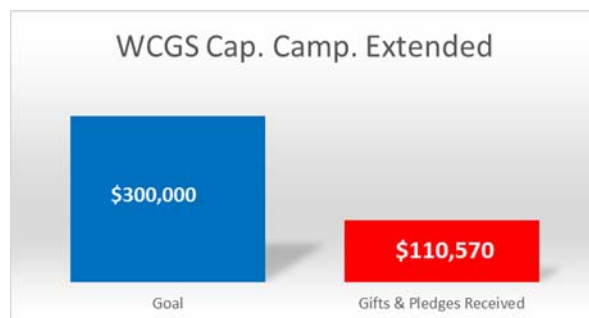 WCGS Cap. Camp. Extended
$300,000
$110,570
Goal
Gifts & Pledges Received